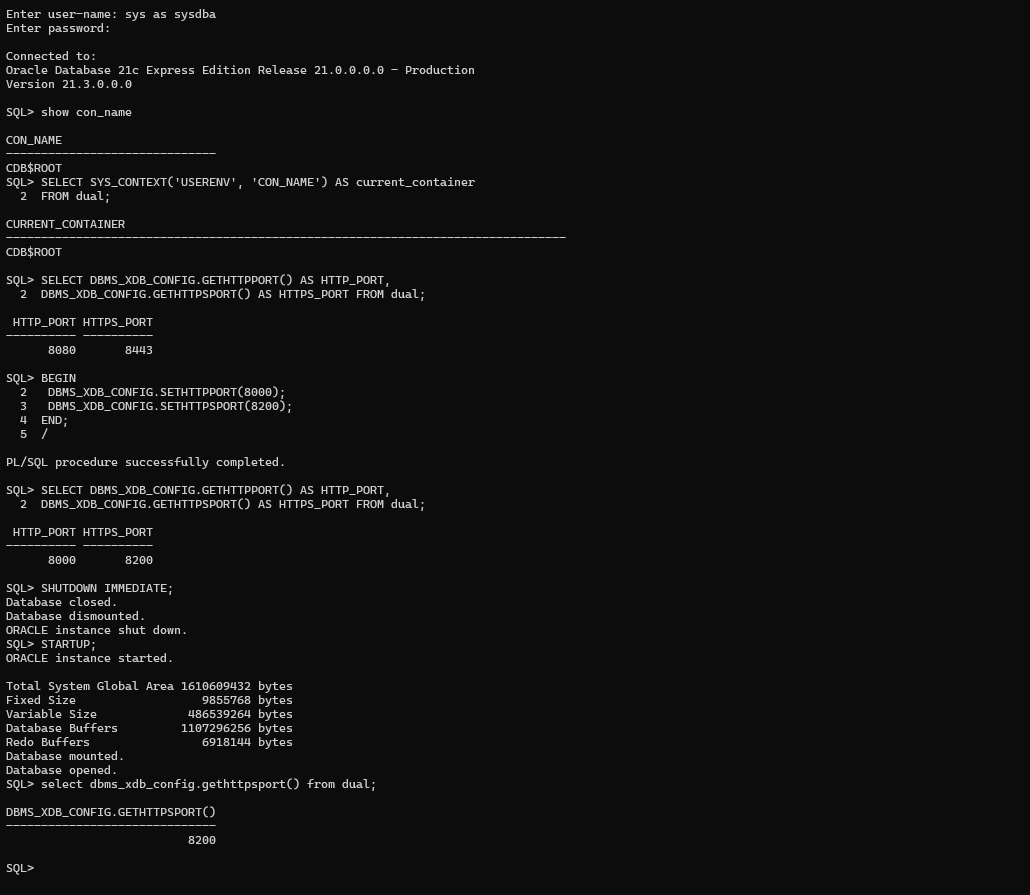 Enter user-name: sys as sysdba
Enter password:
Connected to:
Oracle Database 21c Express Edition Release 21.0.0.0.0 - Production
Version 21.3.0.0.0
SQL> show con_name
CON_NAME
------------------------------
CDB$ROOT
SQL> SELECT SYS_CONTEXT('USERENV', 'CON_NAME') AS current_container
  2  FROM dual;
CURRENT_CONTAINER
--------------------------------------------------------------------------------
CDB$ROOT
SQL> SELECT DBMS_XDB_CONFIG.GETHTTPPORT() AS HTTP_PORT,
  2  DBMS_XDB_CONFIG.GETHTTPSPORT() AS HTTPS_PORT FROM dual;
 HTTP_PORT HTTPS_PORT
---------- ----------
      8080       8443
SQL> BEGIN
  2   DBMS_XDB_CONFIG.SETHTTPPORT(8000);
  3   DBMS_XDB_CONFIG.SETHTTPSPORT(8200);
  4  END;
  5  /
PL/SQL procedure successfully completed.
SQL> SELECT DBMS_XDB_CONFIG.GETHTTPPORT() AS HTTP_PORT,
  2  DBMS_XDB_CONFIG.GETHTTPSPORT() AS HTTPS_PORT FROM dual;
 HTTP_PORT HTTPS_PORT
---------- ----------
      8000       8200
SQL> SHUTDOWN IMMEDIATE;
Database closed.
Database dismounted.
ORACLE instance shut down.
SQL> STARTUP;
ORACLE instance started.
Total System Global Area 1610609432 bytes
Fixed Size                  9855768 bytes
Variable Size             486539264 bytes
Database Buffers         1107296256 bytes
Redo Buffers                6918144 bytes
Database mounted.
Database opened.
SQL> select dbms_xdb_config.gethttpsport() from dual;
DBMS_XDB_CONFIG.GETHTTPSPORT()
------------------------------
                          8200
SQL>